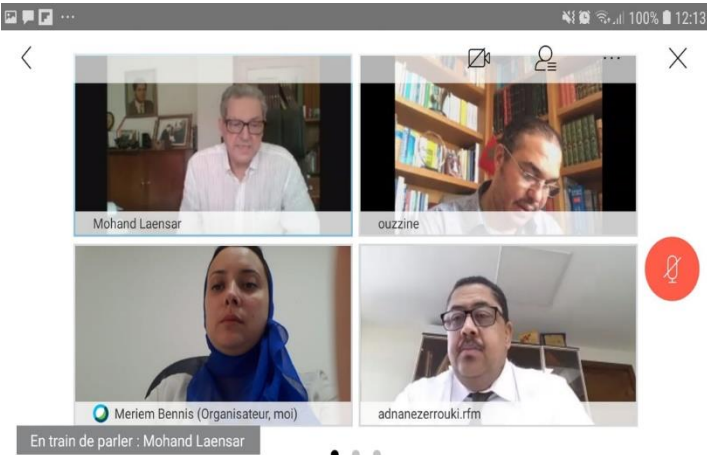 100% 12:13
Mohand Laensar
ouzzine
Meriem Bennis (Organisateur, moi)
adnanezerrouki.rfm
En train de parler : Mohand Laensar